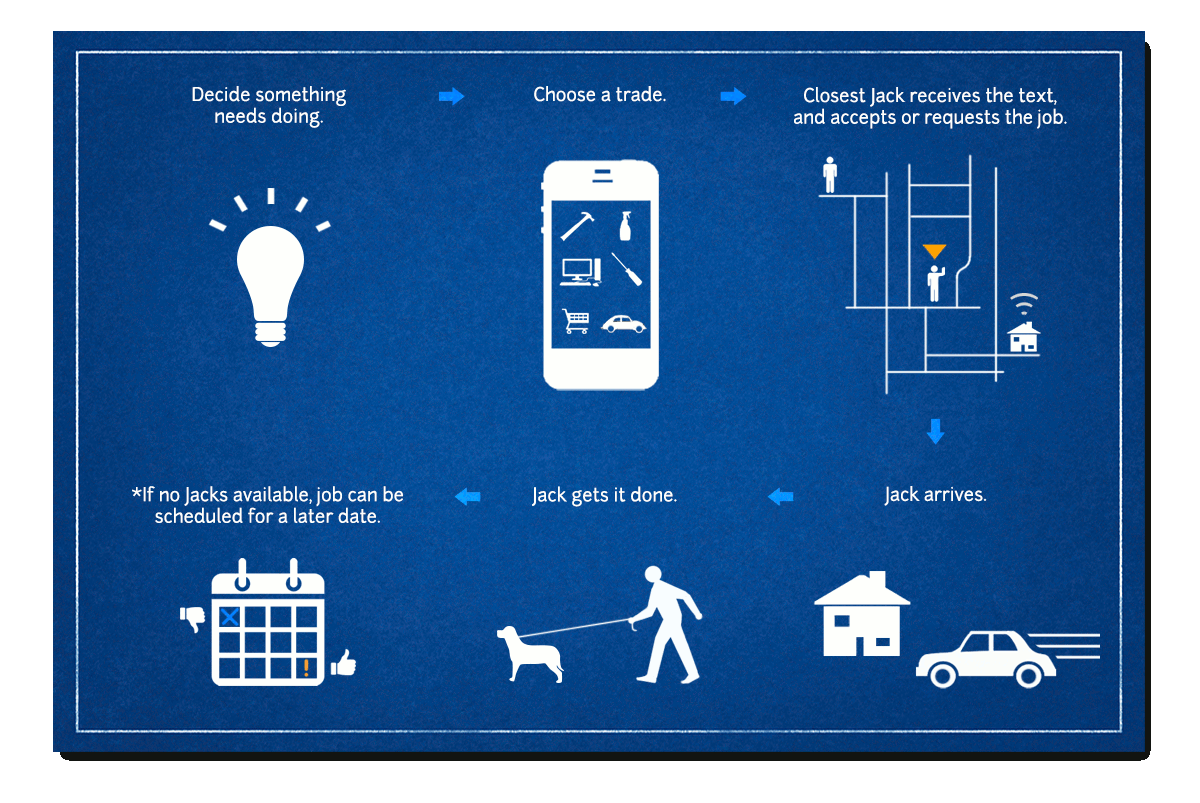 Decide something
needs doing.
Choose a trade.
Closest Jack receives the text,
and accepts or requests the job.
Jack arrives.
Jack gets it done.
*If no Jacks available, job can be
scheduled for a later date.